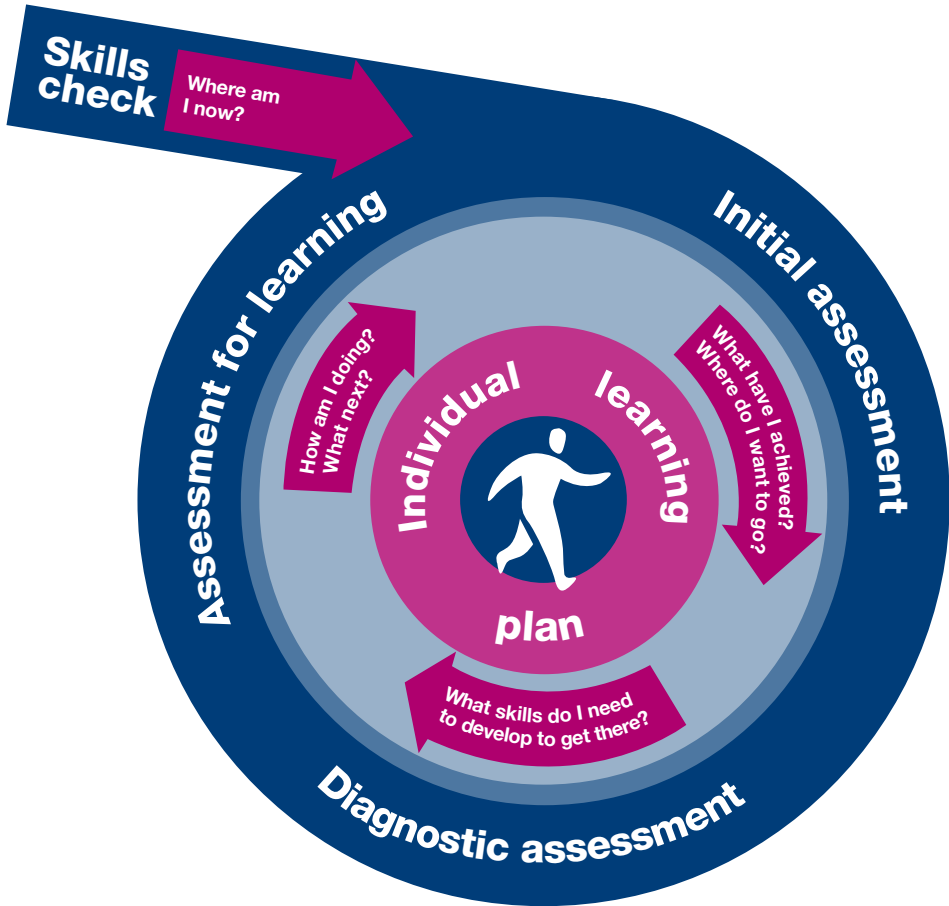 Skills
check
Where am
I now?
Initial assessment
What have I achieved?
Where do I want to go?
Diagnostic assessment
What skills do I need
to develop to get there?
Assessment for learning
How am I doing?
What next?
Individual learning
plan